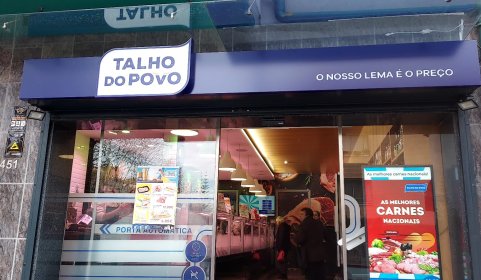 TALHO
TALHO
DO POVO
O NOSSO LEMA É O PREÇO
451
As melhores carnes nacionais!
AS MELHORES
CARNES
NACIONAIS
PORTA AUTOMÁTICA